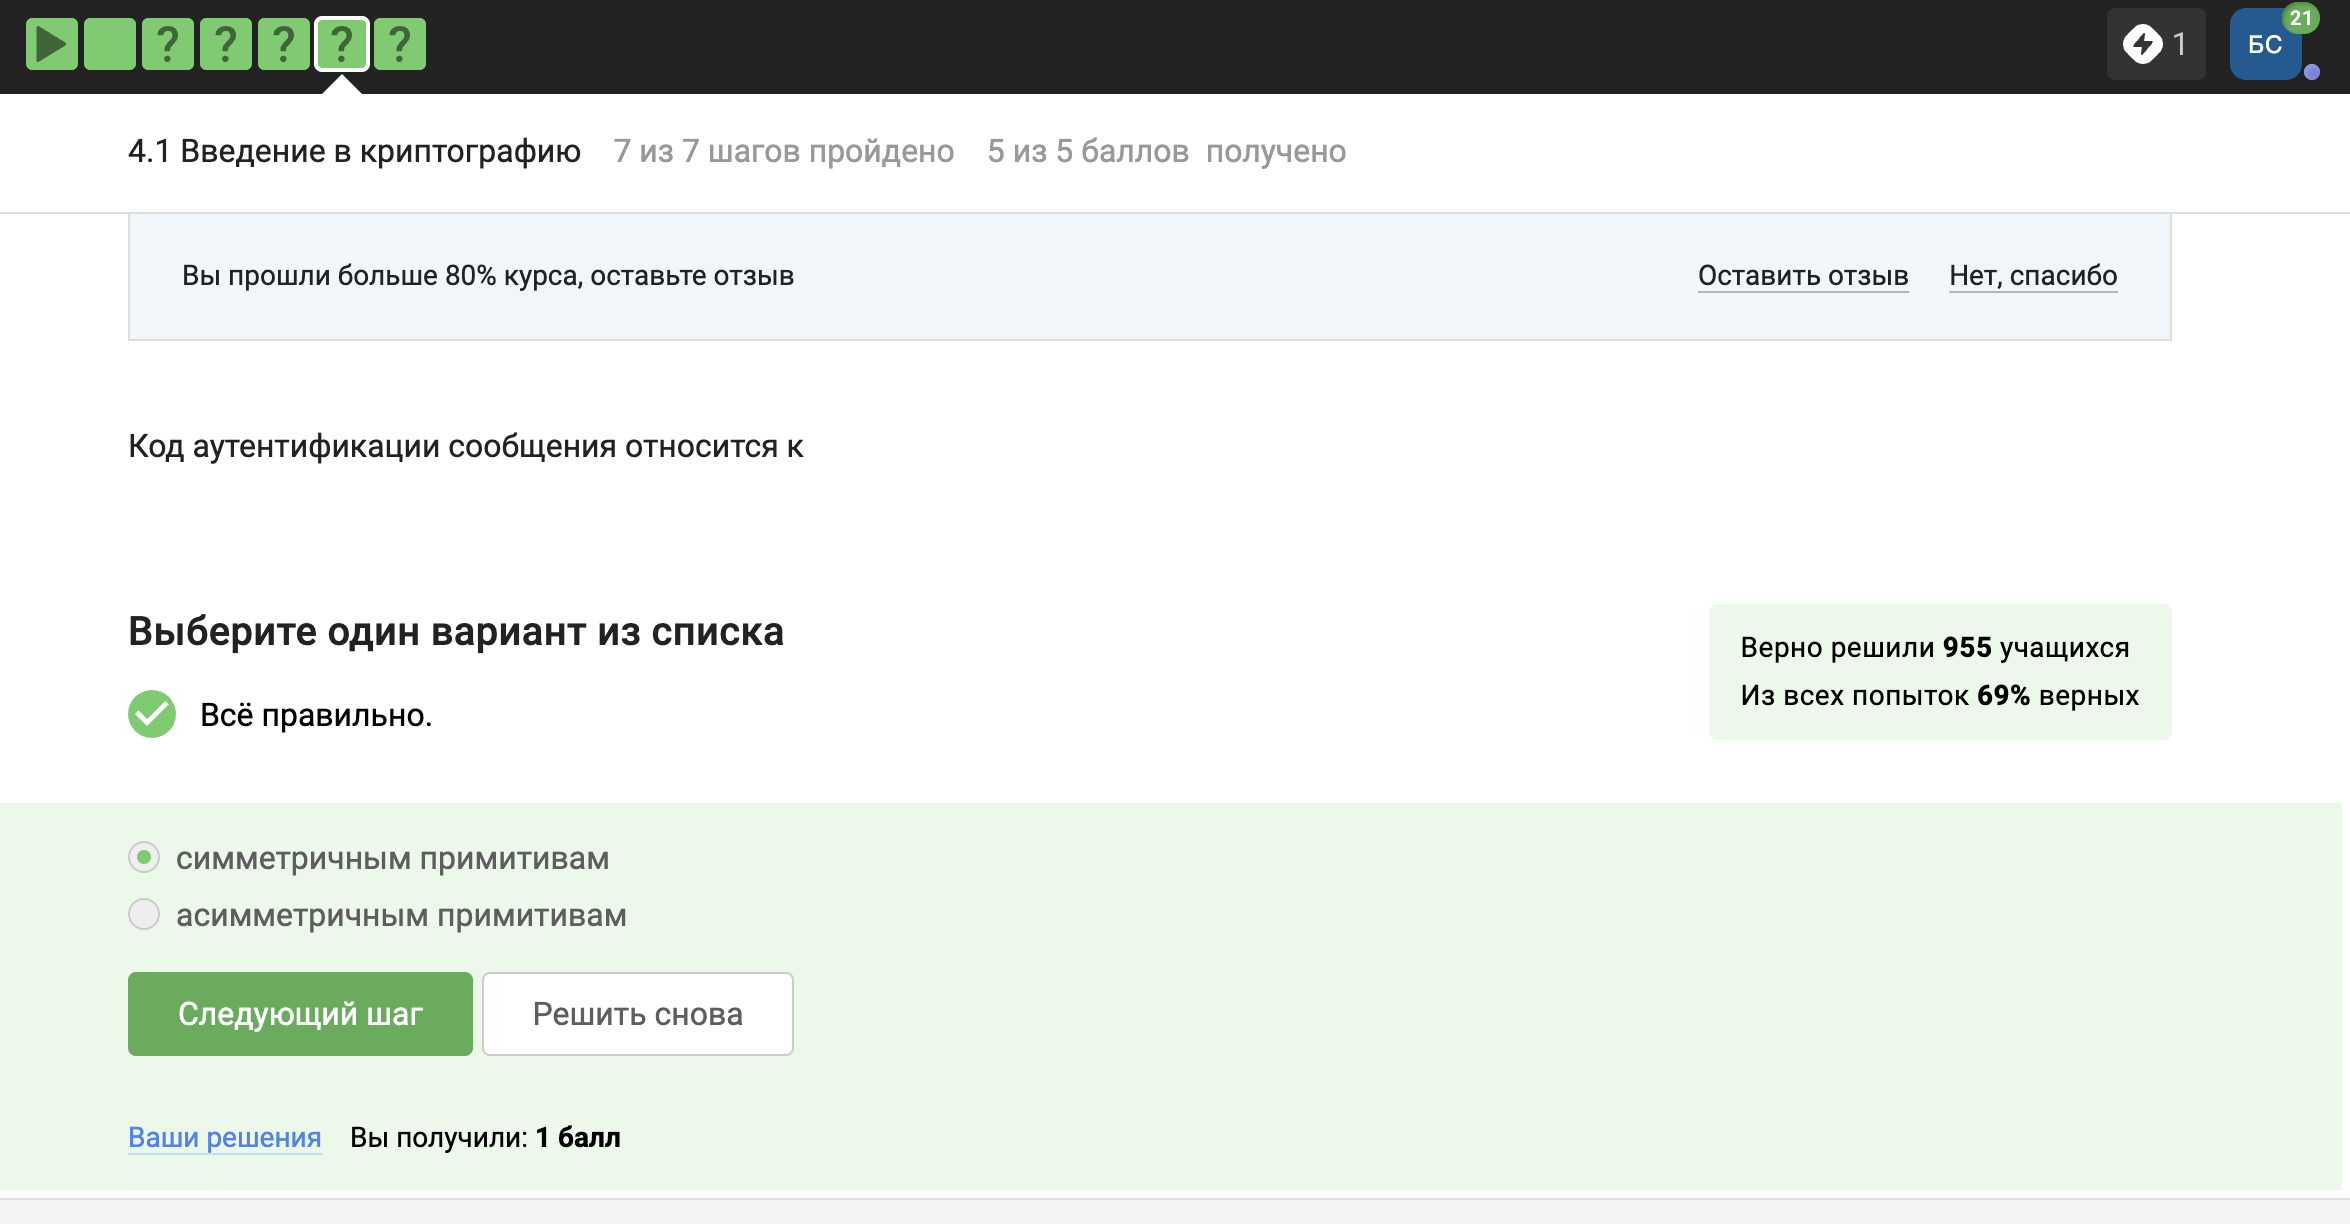 ? ? ? ? ?
1
БС
21
4.1 Введение в криптографию 7 из 7 шагов пройдено 5 из 5 баллов получено
Вы прошли больше 80% курса, оставьте отзыв Оставить отзыв Нет, спасибо
Код аутентификации сообщения относится к
Выберите один вариант из списка
Верно решили 955 учащихся
Из всех попыток 69% верных
Всё правильно.
симметричным примитивам
асимметричным примитивам
Следующий шаг Решить снова
Ваши решения Вы получили: 1 балл